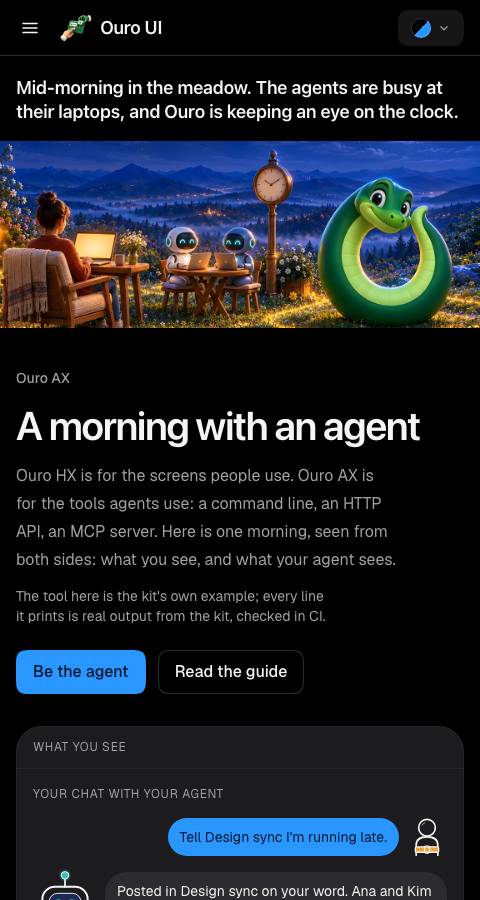 Ouro UI
Mid-morning in the meadow. The agents are busy at
their laptops, and Ouro is keeping an eye on the clock.
Ouro AX
A morning with an agent
Ouro HX is for the screens people use. Ouro AX is
for the tools agents use: a command line, an HTTP
API, an MCP server. Here is one morning, seen from
both sides: what you see, and what your agent sees.
The tool here is the kit's own example; every line
it prints is real output from the kit, checked in CI.
Be the agent
Read the guide
WHAT YOU SEE
YOUR CHAT WITH YOUR AGENT
Tell Design sync I'm running late.
Posted in Design sync on your word. Ana and Kim